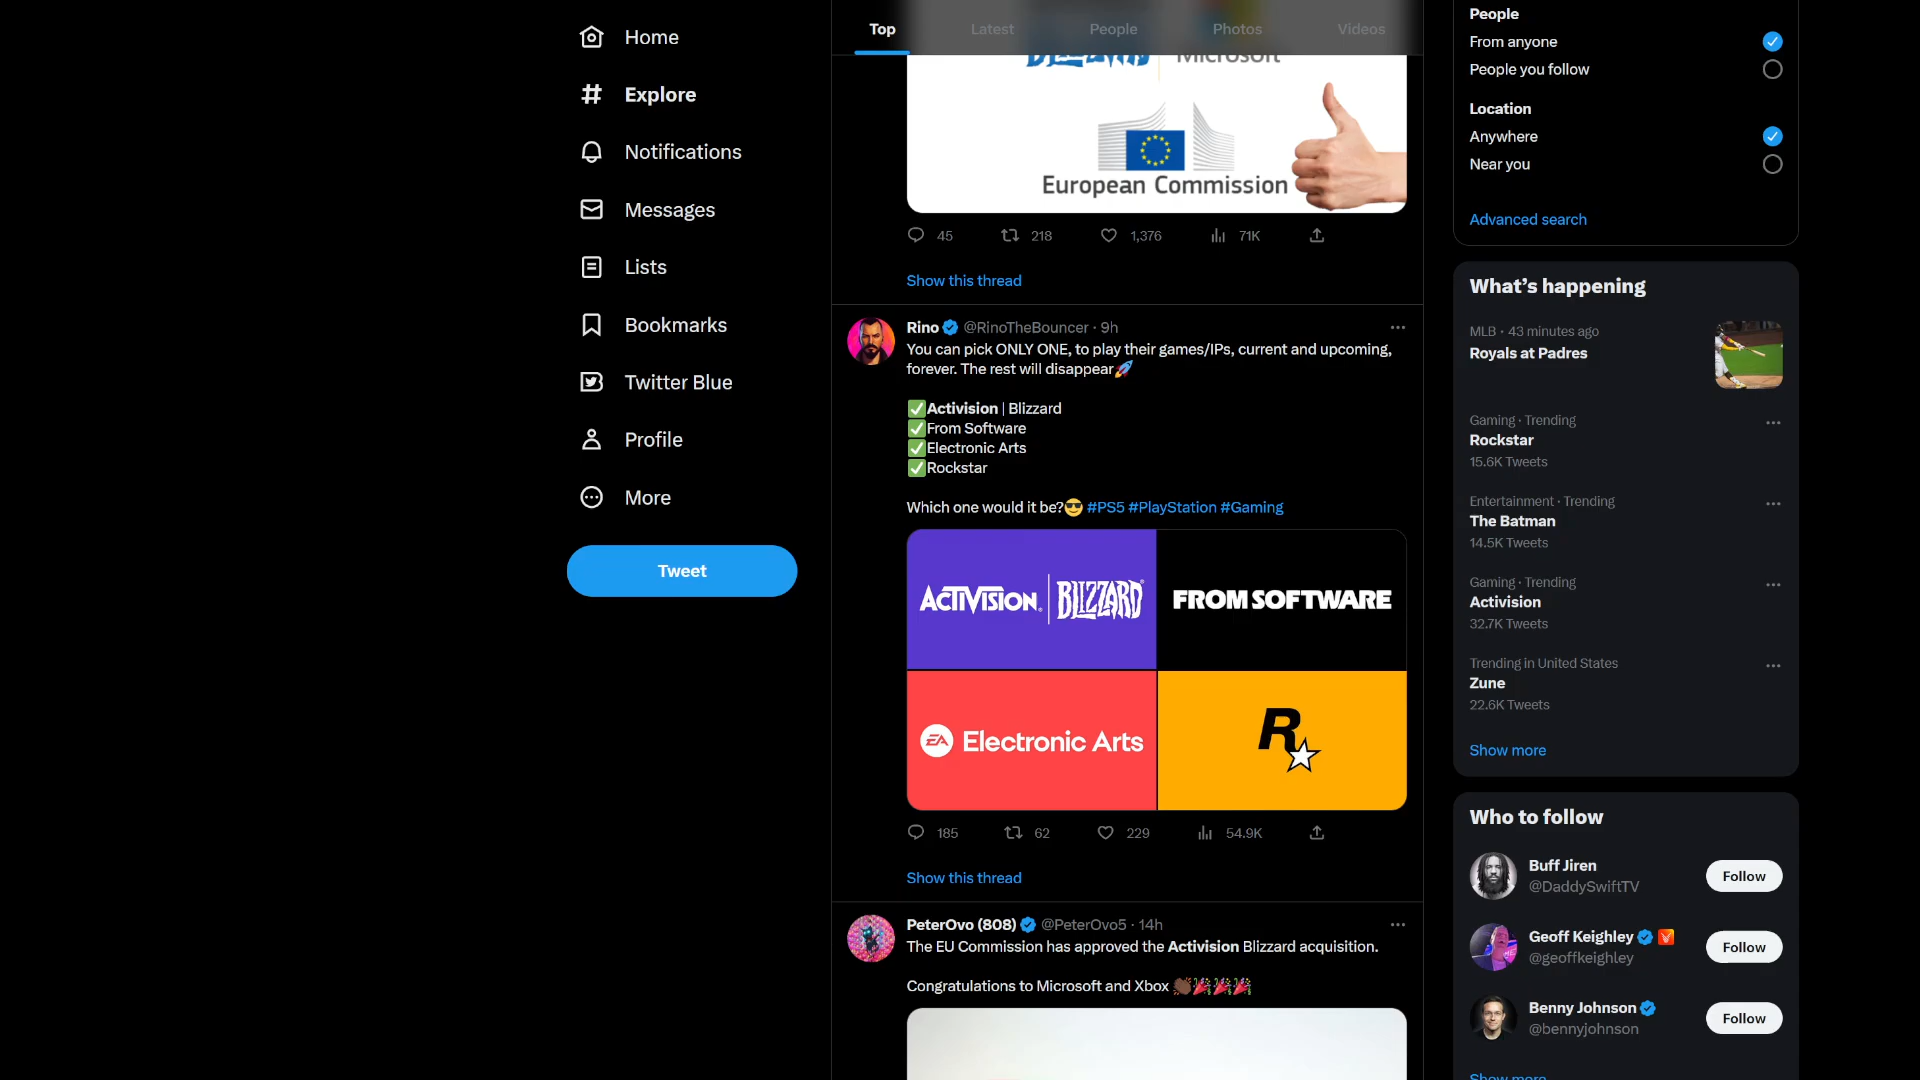 Home
Explore
Notifications
Messages
Lists
Bookmarks
Twitter Blue
Profile
More
Tweet
Top
Latest
People
Photos
Videos
Microsoft
European Commission
45
218
1,376
71K
Show this thread
Rino @RinoTheBouncer · 9h
You can pick ONLY ONE, to play their games/IPs, current and upcoming,
forever. The rest will disappear🚀
✅Activision | Blizzard
✅From Software
✅Electronic Arts
✅Rockstar
Which one would it be?😎 #PS5 #PlayStation #Gaming
ACTIVISION. BLIZZARD
FROM SOFTWARE
EA Electronic Arts
R
185
62
229
54.9K
Show this thread
PeterOvo (808) @PeterOvo5 · 14h
The EU Commission has approved the Activision Blizzard acquisition.
Congratulations to Microsoft and Xbox 👏🏾🎉🎉🎉
People
From anyone
People you follow
Location
Anywhere
Near you
Advanced search
What's happening
MLB · 43 minutes ago
Royals at Padres
Gaming · Trending
Rockstar
15.6K Tweets
Entertainment · Trending
The Batman
14.5K Tweets
Gaming · Trending
Activision
32.7K Tweets
Trending in United States
Zune
22.6K Tweets
Show more
Who to follow
Buff Jiren
@DaddySwiftTV
Follow
Geoff Keighley
@geoffkeighley
Follow
Benny Johnson
@bennyjohnson
Follow
Show more